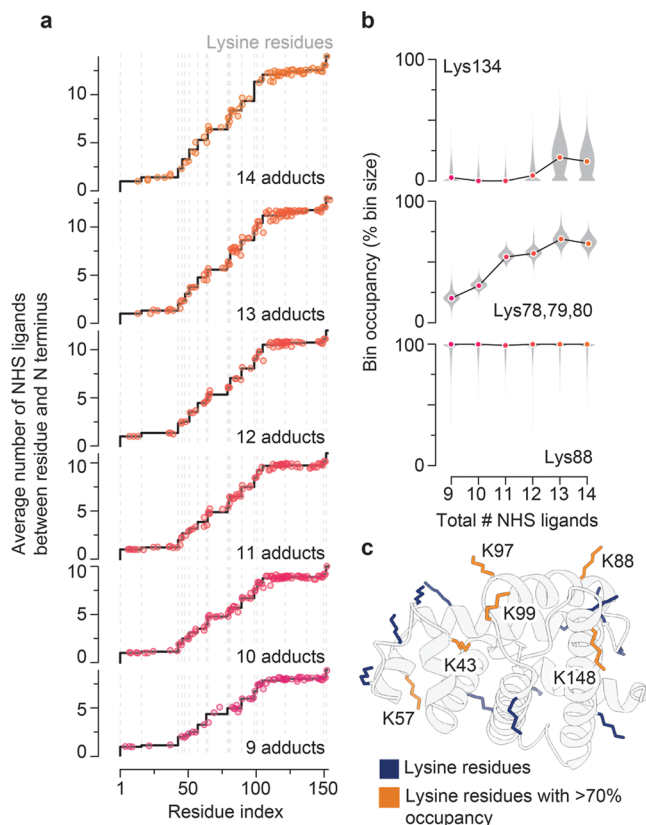 a
Lysine residues
Average number of NHS ligands
between residue and N terminus
10
5
0
14 adducts
10
5
0
13 adducts
10
5
0
12 adducts
10
5
0
11 adducts
10
5
0
10 adducts
5
0
9 adducts
1 50 100 150
Residue index
b
Bin occupancy (% bin size)
100
Lys134
0
100
Lys78,79,80
0
100
Lys88
0
9 10 11 12 13 14
Total # NHS ligands
c
K97
K88
K99
K43
K148
K57
Lysine residues
Lysine residues with >70%
occupancy